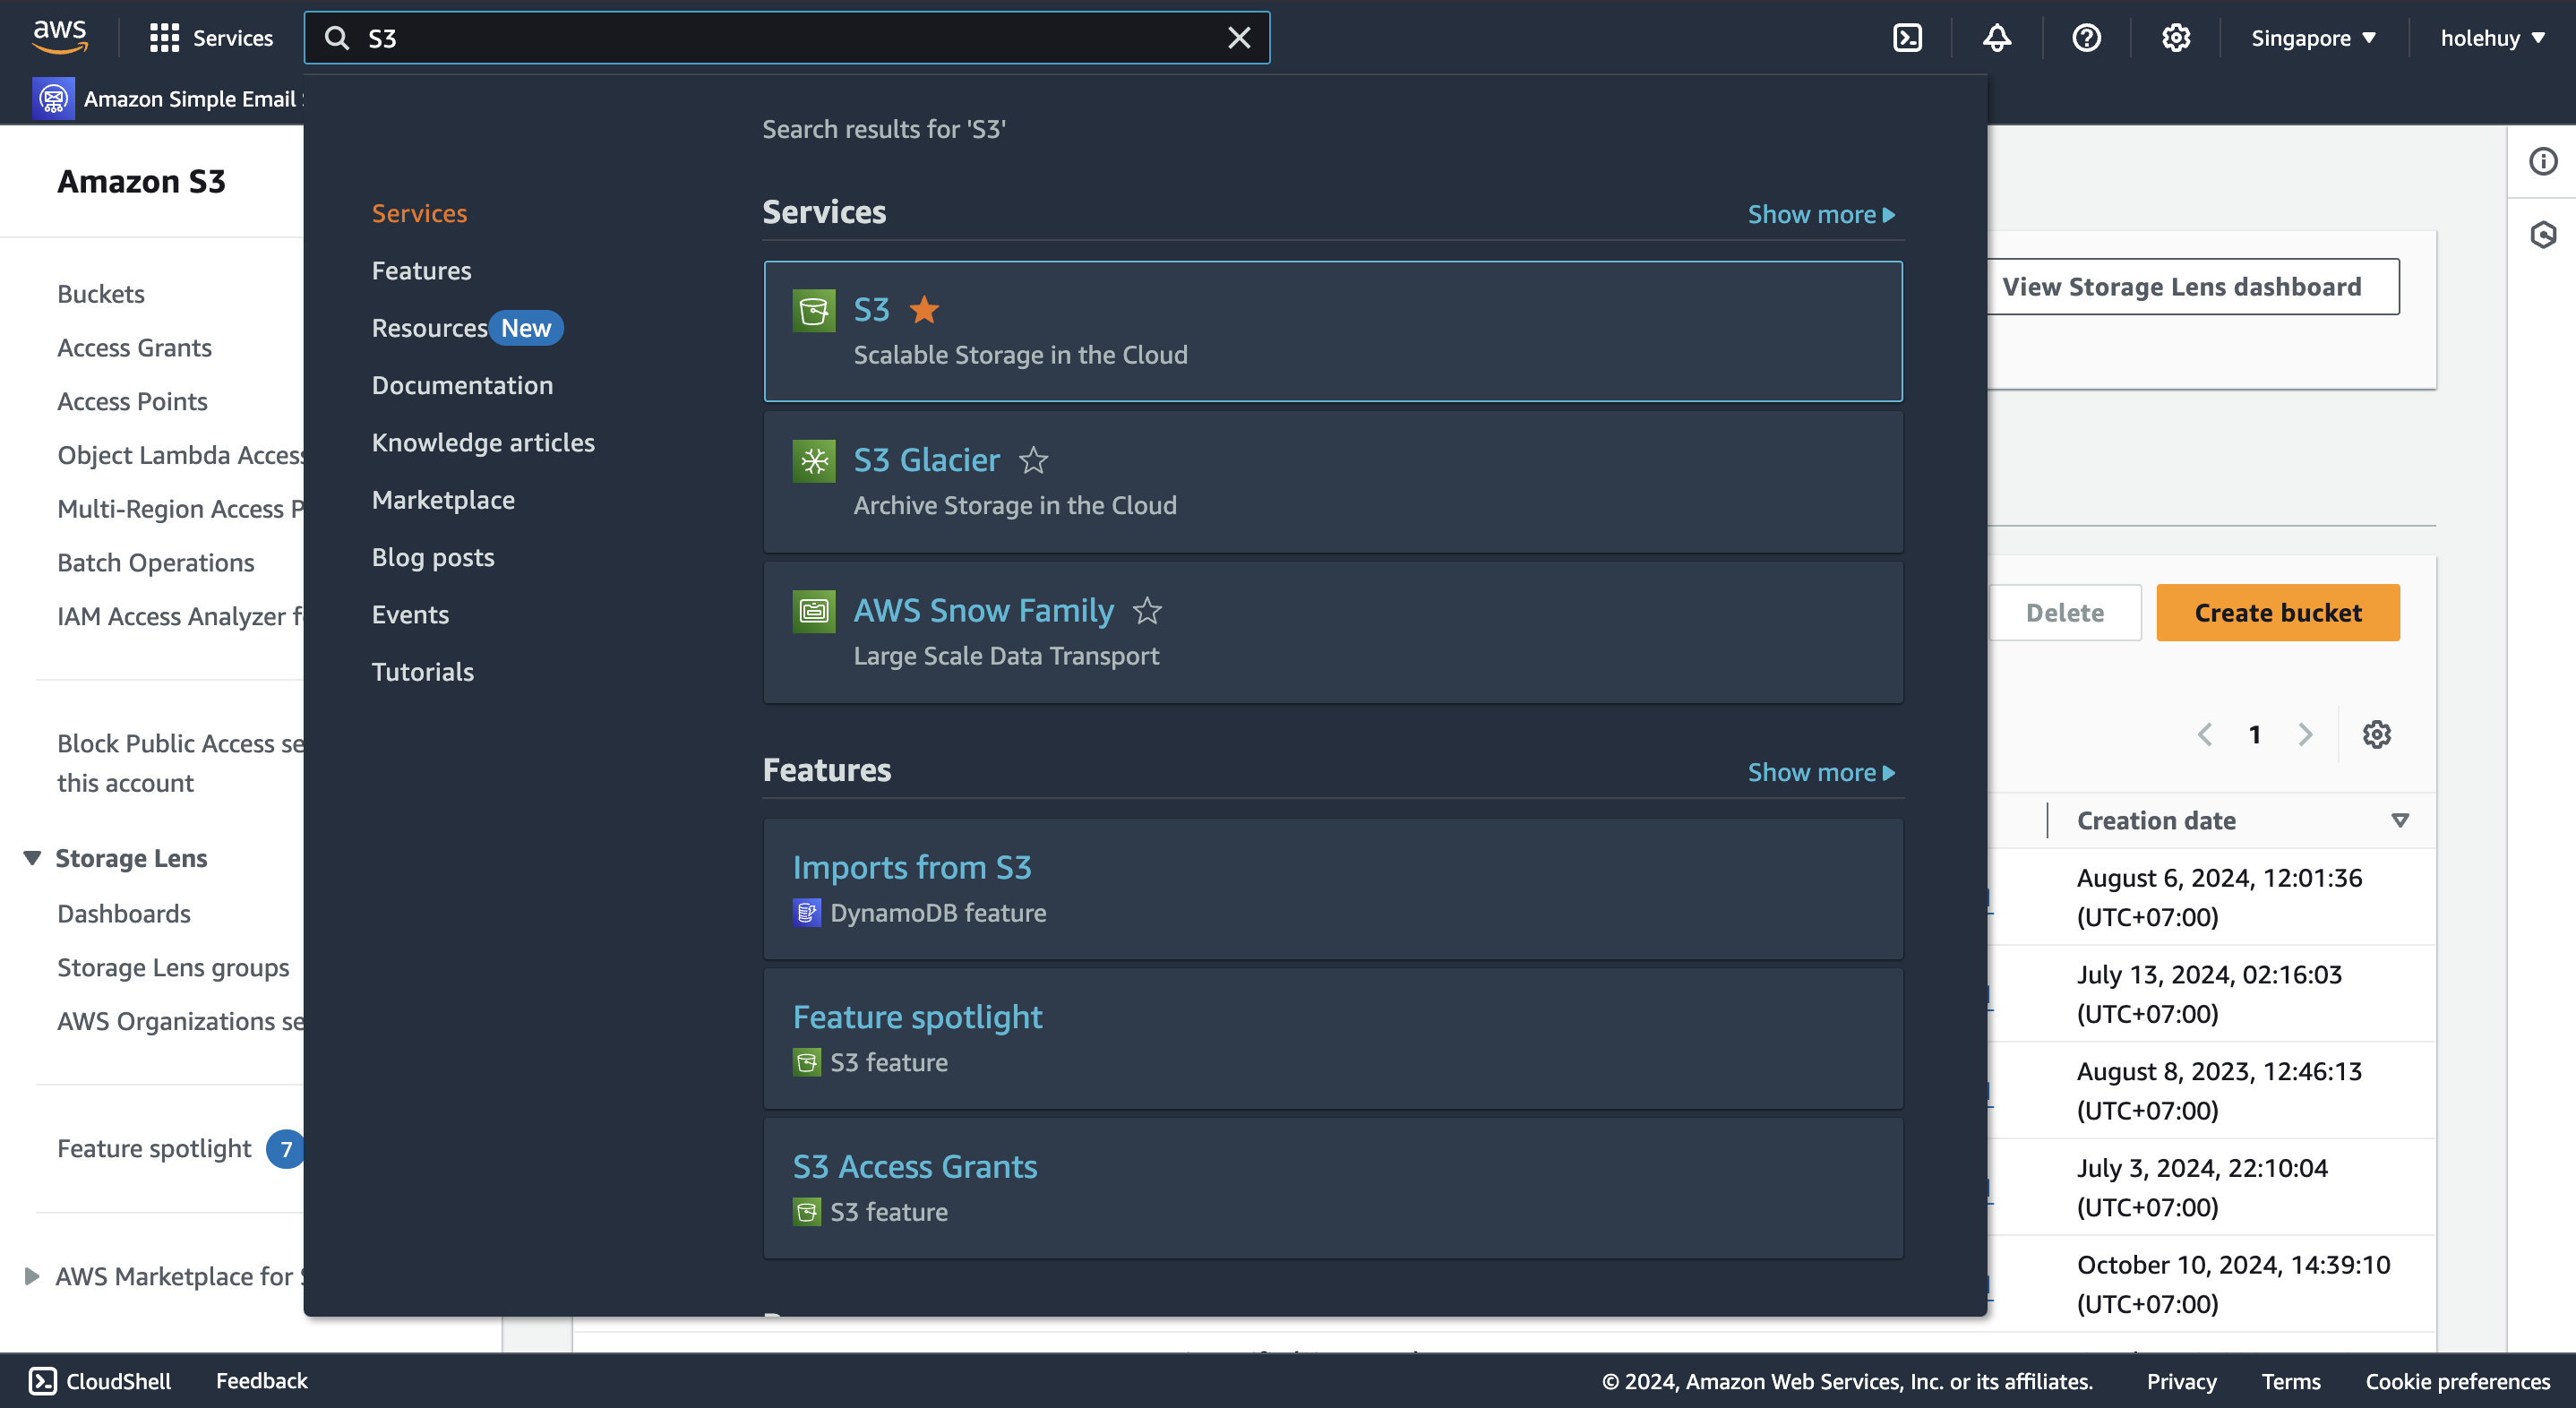 aws
Services
S3
Singapore
holehuy
Amazon Simple Email
Search results for 'S3'
Amazon S3
Buckets
Access Grants
Access Points
Object Lambda Access
Multi-Region Access
Batch Operations
IAM Access Analyzer
Block Public Access
this account
Storage Lens
Dashboards
Storage Lens groups
AWS Organizations
Feature spotlight 7
AWS Marketplace for
Services
Features
Resources New
Documentation
Knowledge articles
Marketplace
Blog posts
Events
Tutorials
Services
Show more
S3
Scalable Storage in the Cloud
S3 Glacier
Archive Storage in the Cloud
AWS Snow Family
Large Scale Data Transport
Features
Show more
Imports from S3
DynamoDB feature
Feature spotlight
S3 feature
S3 Access Grants
S3 feature
View Storage Lens dashboard
Delete
Create bucket
1
Creation date
August 6, 2024, 12:01:36
(UTC+07:00)
July 13, 2024, 02:16:03
(UTC+07:00)
August 8, 2023, 12:46:13
(UTC+07:00)
July 3, 2024, 22:10:04
(UTC+07:00)
October 10, 2024, 14:39:10
(UTC+07:00)
CloudShell
Feedback
© 2024, Amazon Web Services, Inc. or its affiliates.
Privacy
Terms
Cookie preferences